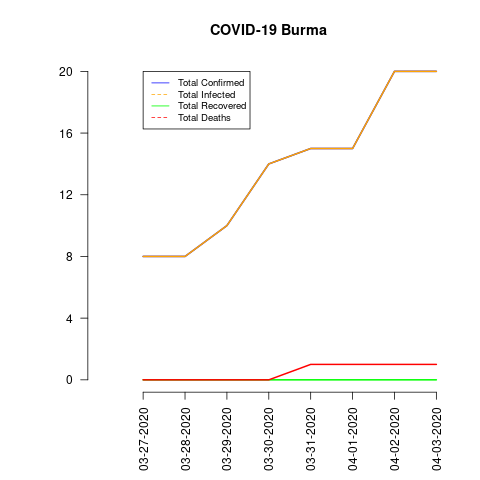 COVID-19 Burma
20
16
12
8
4
0
Total Confirmed
Total Infected
Total Recovered
Total Deaths
03-27-2020
03-28-2020
03-29-2020
03-30-2020
03-31-2020
04-01-2020
04-02-2020
04-03-2020